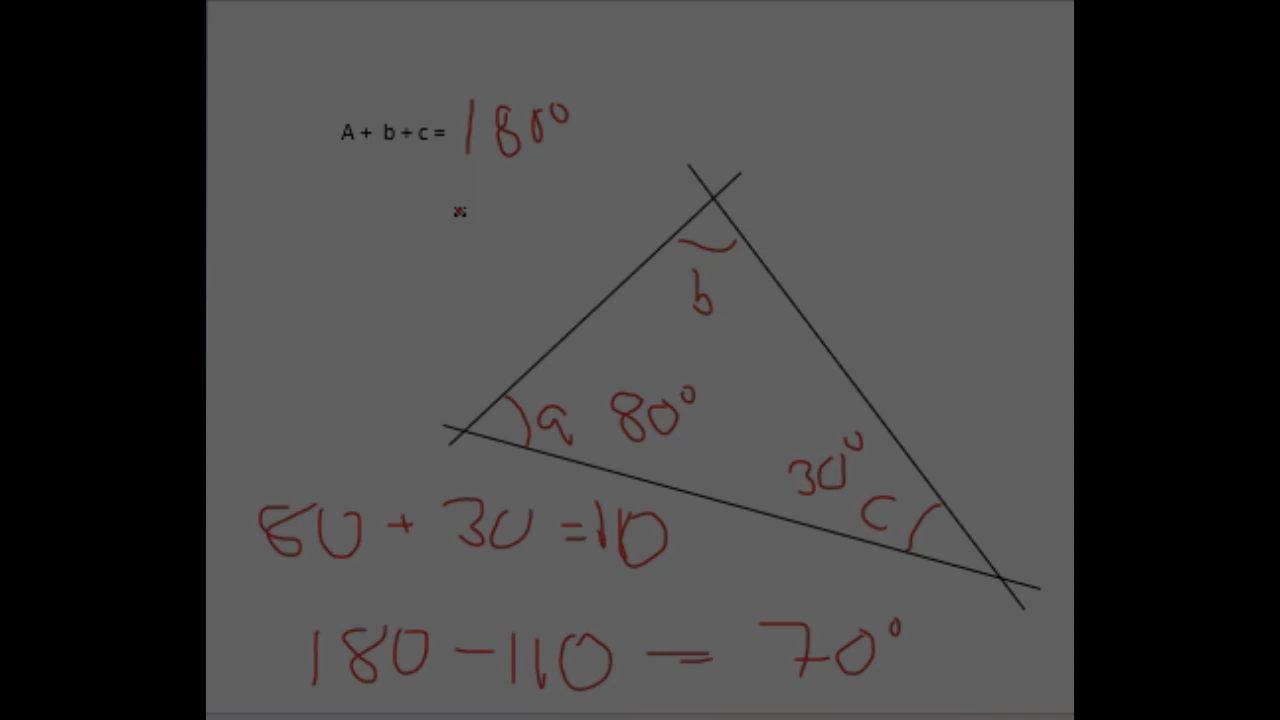 A + b + c = 180°
b
a 80°
30°
c
80 + 30 = 110
180 - 110 = 70°